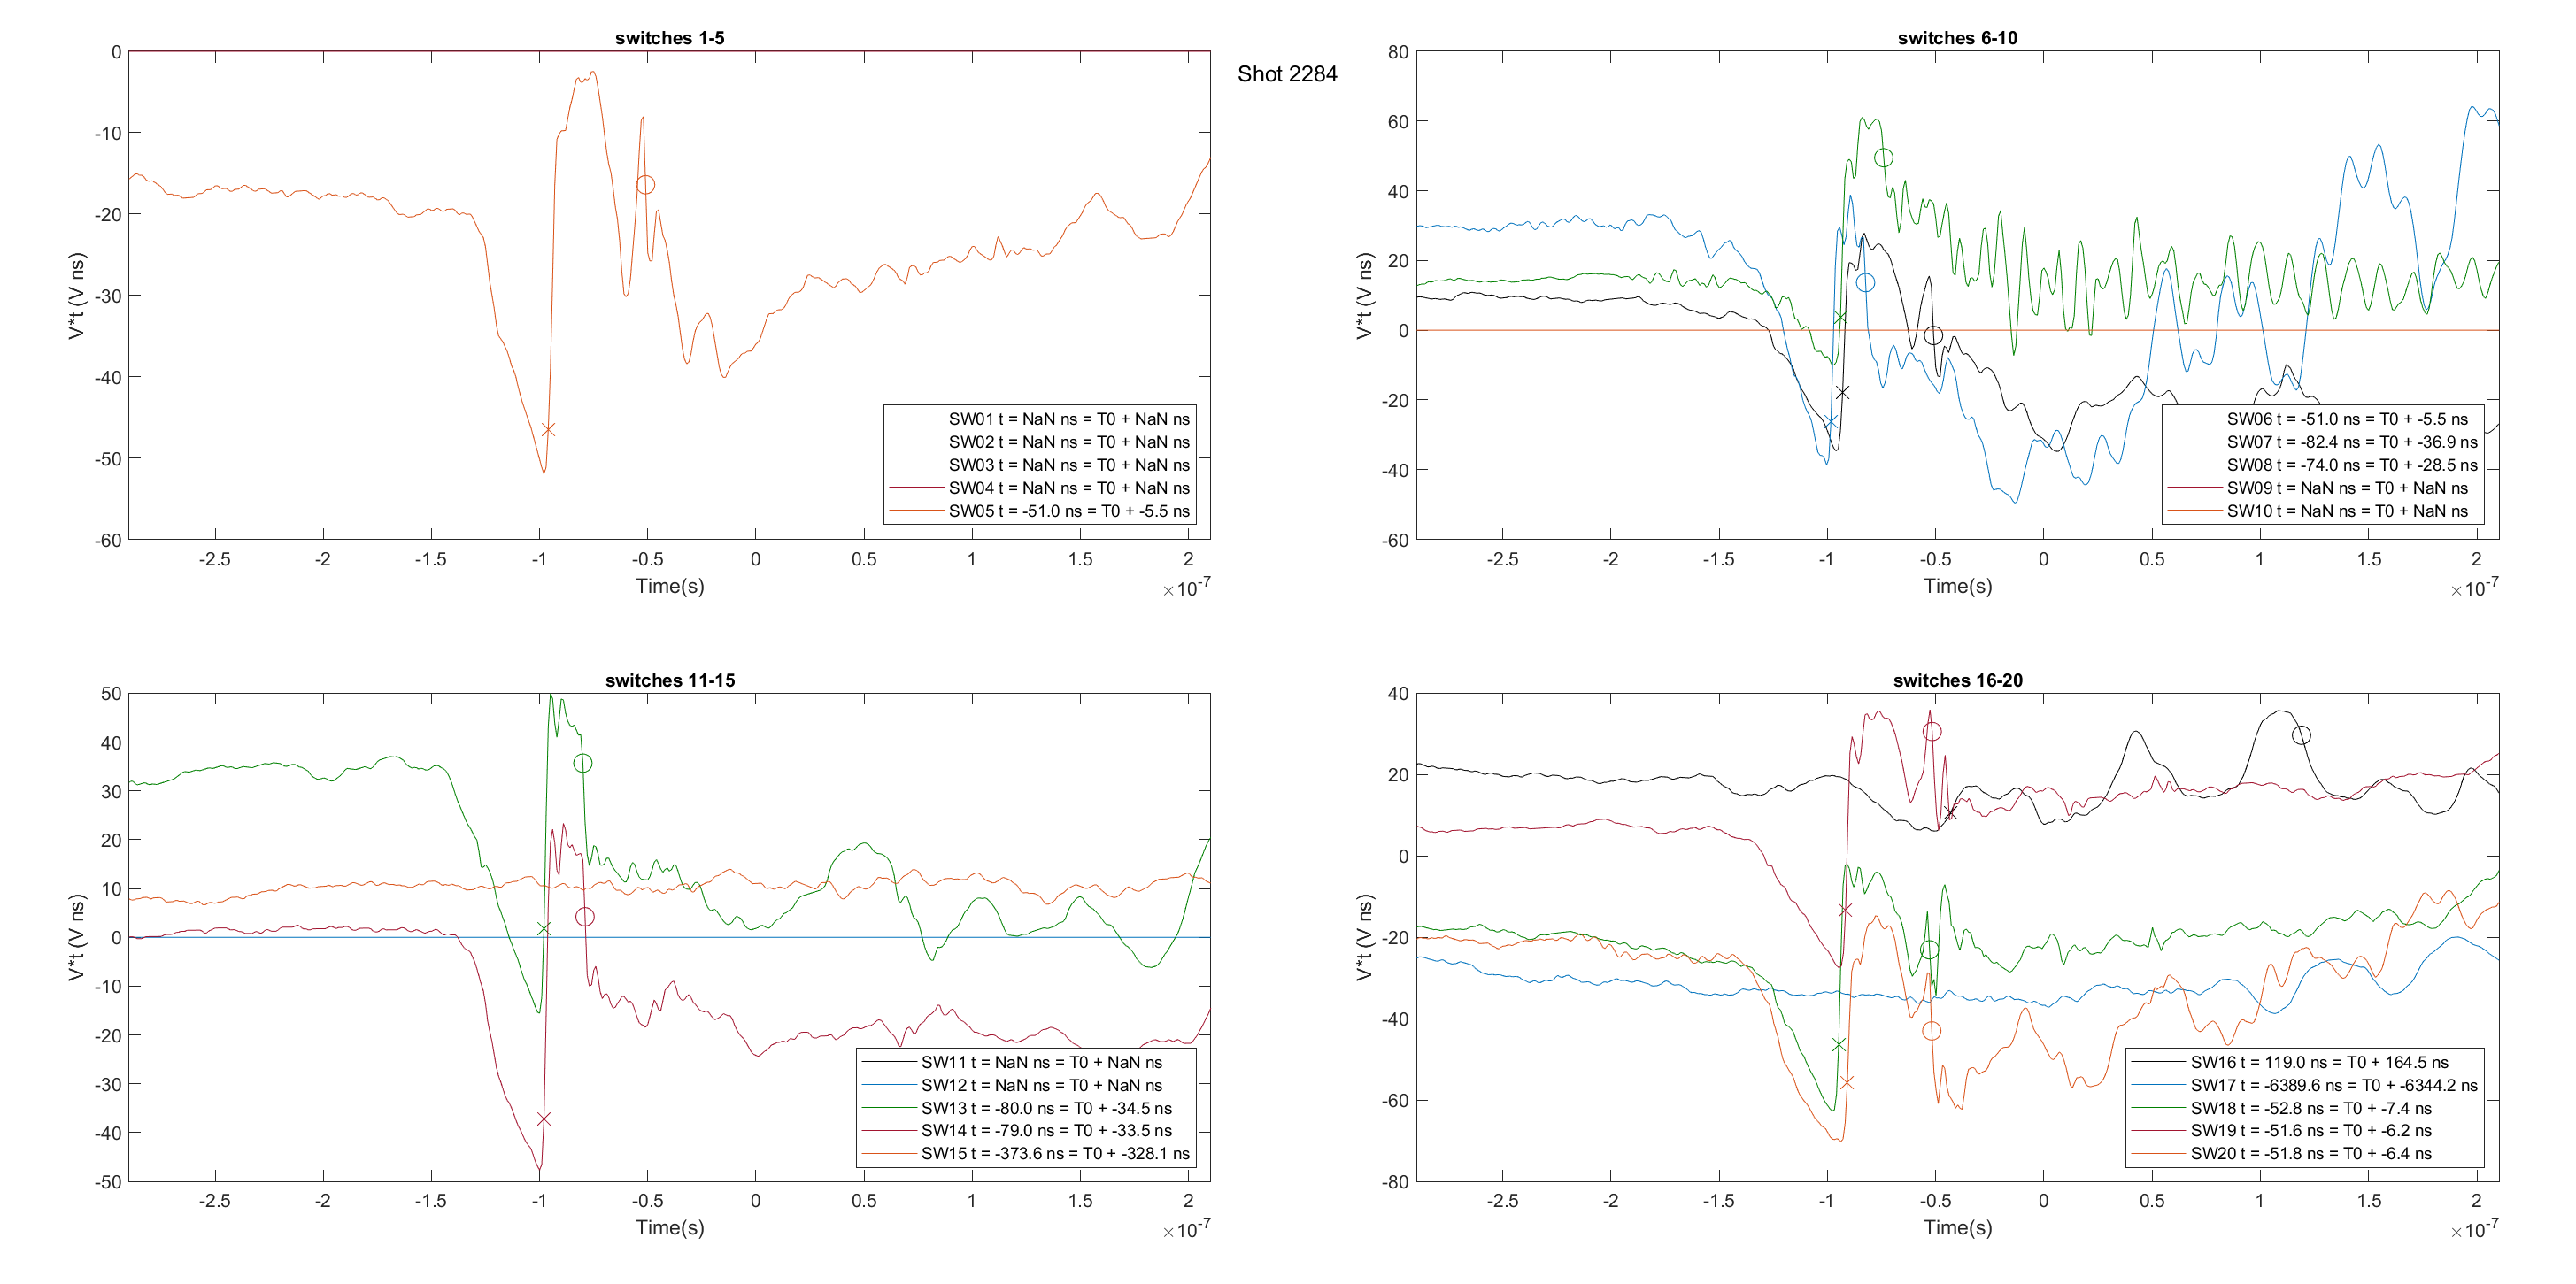 Shot 2284
switches 1-5
0
-10
-20
-30
-40
-50
-60
V*t (V ns)
-2.5 -2 -1.5 -1 -0.5 0 0.5 1 1.5 2
Time(s)
×10-7
SW01 t = NaN ns = T0 + NaN ns
SW02 t = NaN ns = T0 + NaN ns
SW03 t = NaN ns = T0 + NaN ns
SW04 t = NaN ns = T0 + NaN ns
SW05 t = -51.0 ns = T0 + -5.5 ns
switches 6-10
80
60
40
20
0
-20
-40
-60
V*t (V ns)
-2.5 -2 -1.5 -1 -0.5 0 0.5 1 1.5 2
Time(s)
×10-7
SW06 t = -51.0 ns = T0 + -5.5 ns
SW07 t = -82.4 ns = T0 + -36.9 ns
SW08 t = -74.0 ns = T0 + -28.5 ns
SW09 t = NaN ns = T0 + NaN ns
SW10 t = NaN ns = T0 + NaN ns
switches 11-15
50
40
30
20
10
0
-10
-20
-30
-40
-50
V*t (V ns)
-2.5 -2 -1.5 -1 -0.5 0 0.5 1 1.5 2
Time(s)
×10-7
SW11 t = NaN ns = T0 + NaN ns
SW12 t = NaN ns = T0 + NaN ns
SW13 t = -80.0 ns = T0 + -34.5 ns
SW14 t = -79.0 ns = T0 + -33.5 ns
SW15 t = -373.6 ns = T0 + -328.1 ns
switches 16-20
40
20
0
-20
-40
-60
-80
V*t (V ns)
-2.5 -2 -1.5 -1 -0.5 0 0.5 1 1.5 2
Time(s)
×10-7
SW16 t = 119.0 ns = T0 + 164.5 ns
SW17 t = -6389.6 ns = T0 + -6344.2 ns
SW18 t = -52.8 ns = T0 + -7.4 ns
SW19 t = -51.6 ns = T0 + -6.2 ns
SW20 t = -51.8 ns = T0 + -6.4 ns